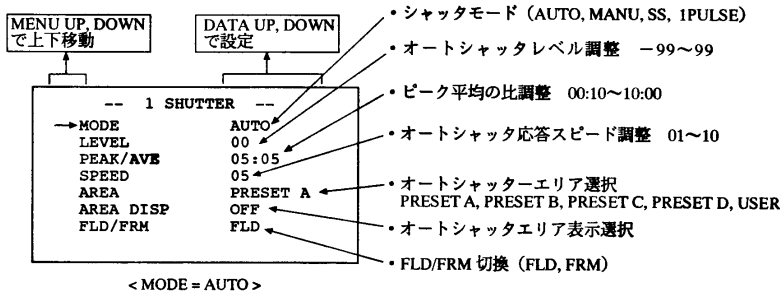 MENU UP, DOWN
で上下移動
DATA UP, DOWN
で設定
-- 1 SHUTTER --
→MODE AUTO
LEVEL 00
PEAK/AVE 05:05
SPEED 05
AREA PRESET A
AREA DISP OFF
FLD/FRM FLD
< MODE = AUTO >
・シャッタモード（AUTO, MANU, SS, 1PULSE）
・オートシャッタレベル調整 －99～99
・ピーク平均の比調整 00:10～10:00
・オートシャッタ応答スピード調整 01～10
・オートシャッターエリア選択
PRESET A, PRESET B, PRESET C, PRESET D, USER
・オートシャッタエリア表示選択
・FLD/FRM 切換（FLD, FRM）